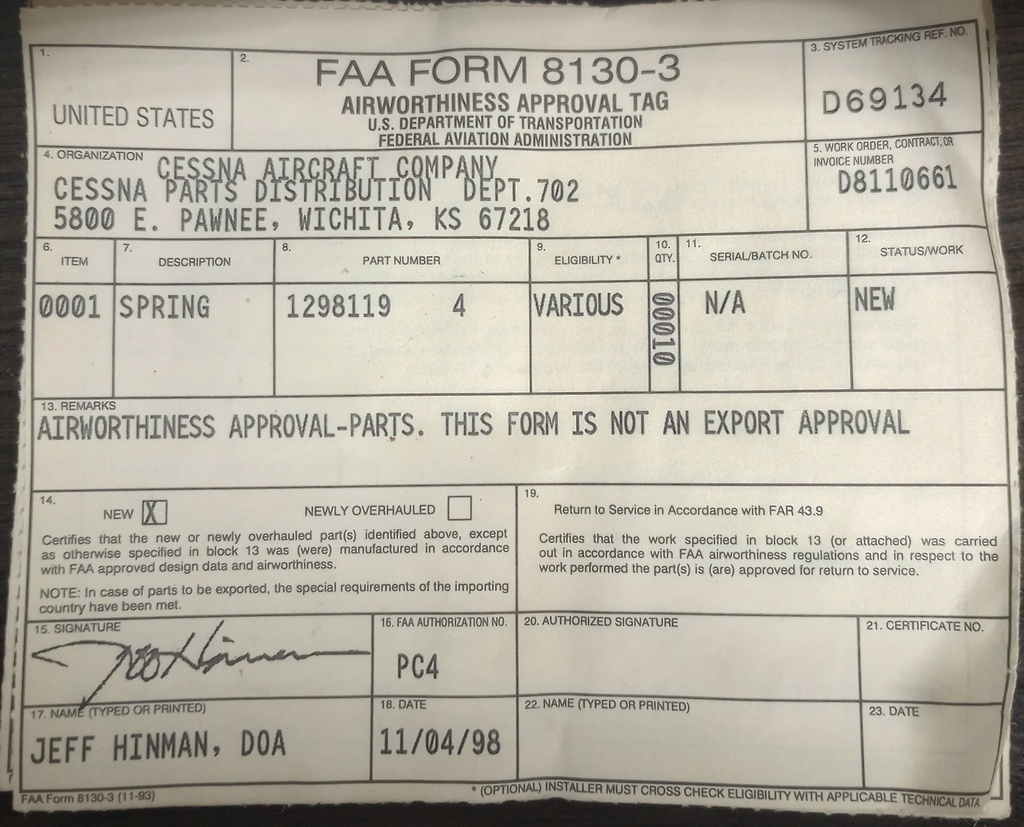 1.
UNITED STATES
2.
FAA FORM 8130-3
AIRWORTHINESS APPROVAL TAG
U.S. DEPARTMENT OF TRANSPORTATION
FEDERAL AVIATION ADMINISTRATION
3. SYSTEM TRACKING REF. NO.
D69134
4. ORGANIZATION
CESSNA AIRCRAFT COMPANY
CESSNA PARTS DISTRIBUTION DEPT.702
5800 E. PAWNEE, WICHITA, KS 67218
5. WORK ORDER, CONTRACT, OR
INVOICE NUMBER
D8110661
6. ITEM
7. DESCRIPTION
8. PART NUMBER
9. ELIGIBILITY *
10. QTY.
11. SERIAL/BATCH NO.
12. STATUS/WORK
0001 SPRING 1298119 4 VARIOUS 00010 N/A NEW
13. REMARKS
AIRWORTHINESS APPROVAL-PARTS. THIS FORM IS NOT AN EXPORT APPROVAL
14.
NEW X NEWLY OVERHAULED
Certifies that the new or newly overhauled part(s) identified above, except
as otherwise specified in block 13 was (were) manufactured in accordance
with FAA approved design data and airworthiness.
NOTE: In case of parts to be exported, the special requirements of the importing
country have been met.
19.
Return to Service in Accordance with FAR 43.9
Certifies that the work specified in block 13 (or attached) was carried
out in accordance with FAA airworthiness regulations and in respect to the
work performed the part(s) is (are) approved for return to service.
15. SIGNATURE
16. FAA AUTHORIZATION NO.
PC4
20. AUTHORIZED SIGNATURE
21. CERTIFICATE NO.
17. NAME (TYPED OR PRINTED)
JEFF HINMAN, DOA
18. DATE
11/04/98
22. NAME (TYPED OR PRINTED)
23. DATE
FAA Form 8130-3 (11-93)
* (OPTIONAL) INSTALLER MUST CROSS CHECK ELIGIBILITY WITH APPLICABLE TECHNICAL DATA